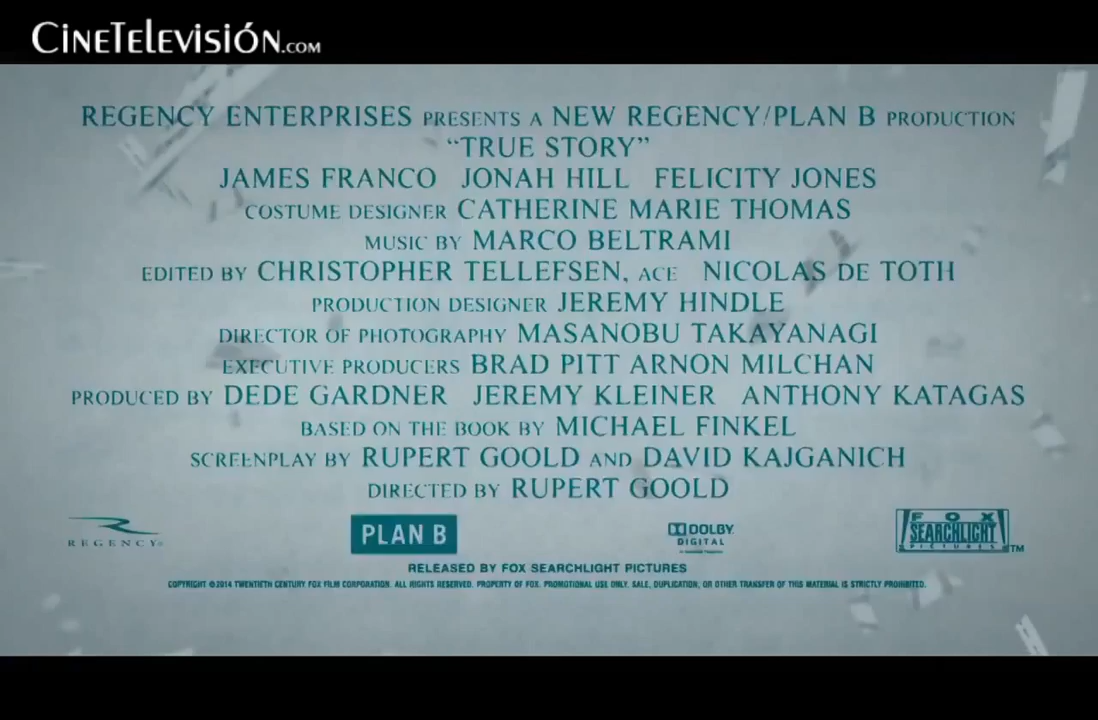 CINETELEVISIÓN.COM
REGENCY ENTERPRISES PRESENTS A NEW REGENCY/PLAN B PRODUCTION
"TRUE STORY"
JAMES FRANCO JONAH HILL FELICITY JONES
COSTUME DESIGNER CATHERINE MARIE THOMAS
MUSIC BY MARCO BELTRAMI
EDITED BY CHRISTOPHER TELLEFSEN, ACE NICOLAS DE TOTH
PRODUCTION DESIGNER JEREMY HINDLE
DIRECTOR OF PHOTOGRAPHY MASANOBU TAKAYANAGI
EXECUTIVE PRODUCERS BRAD PITT ARNON MILCHAN
PRODUCED BY DEDE GARDNER JEREMY KLEINER ANTHONY KATAGAS
BASED ON THE BOOK BY MICHAEL FINKEL
SCREENPLAY BY RUPERT GOOLD AND DAVID KAJGANICH
DIRECTED BY RUPERT GOOLD
REGENCY® PLAN B DOLBY DIGITAL FOX SEARCHLIGHT PICTURES™
RELEASED BY FOX SEARCHLIGHT PICTURES
COPYRIGHT ©2014 TWENTIETH CENTURY FOX FILM CORPORATION. ALL RIGHTS RESERVED. PROPERTY OF FOX. PROMOTIONAL USE ONLY. SALE, DUPLICATION, OR OTHER TRANSFER OF THIS MATERIAL IS STRICTLY PROHIBITED.